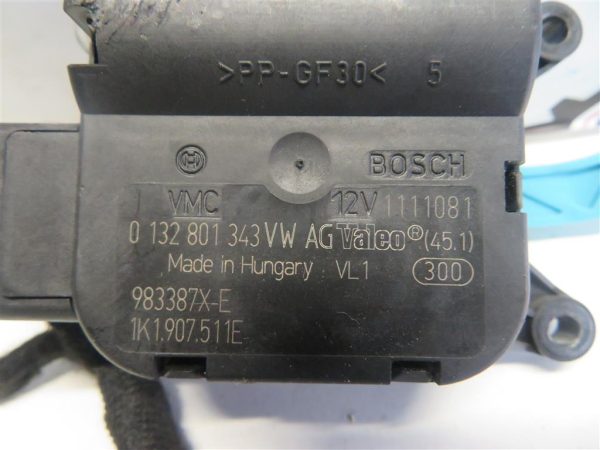 >PP-GF30< 5
BOSCH
VMC 12V 1111081
0 132 801 343 VW AG Valeo® (45.1)
Made in Hungary VL1 300
983387X-E
1K1.907.511E